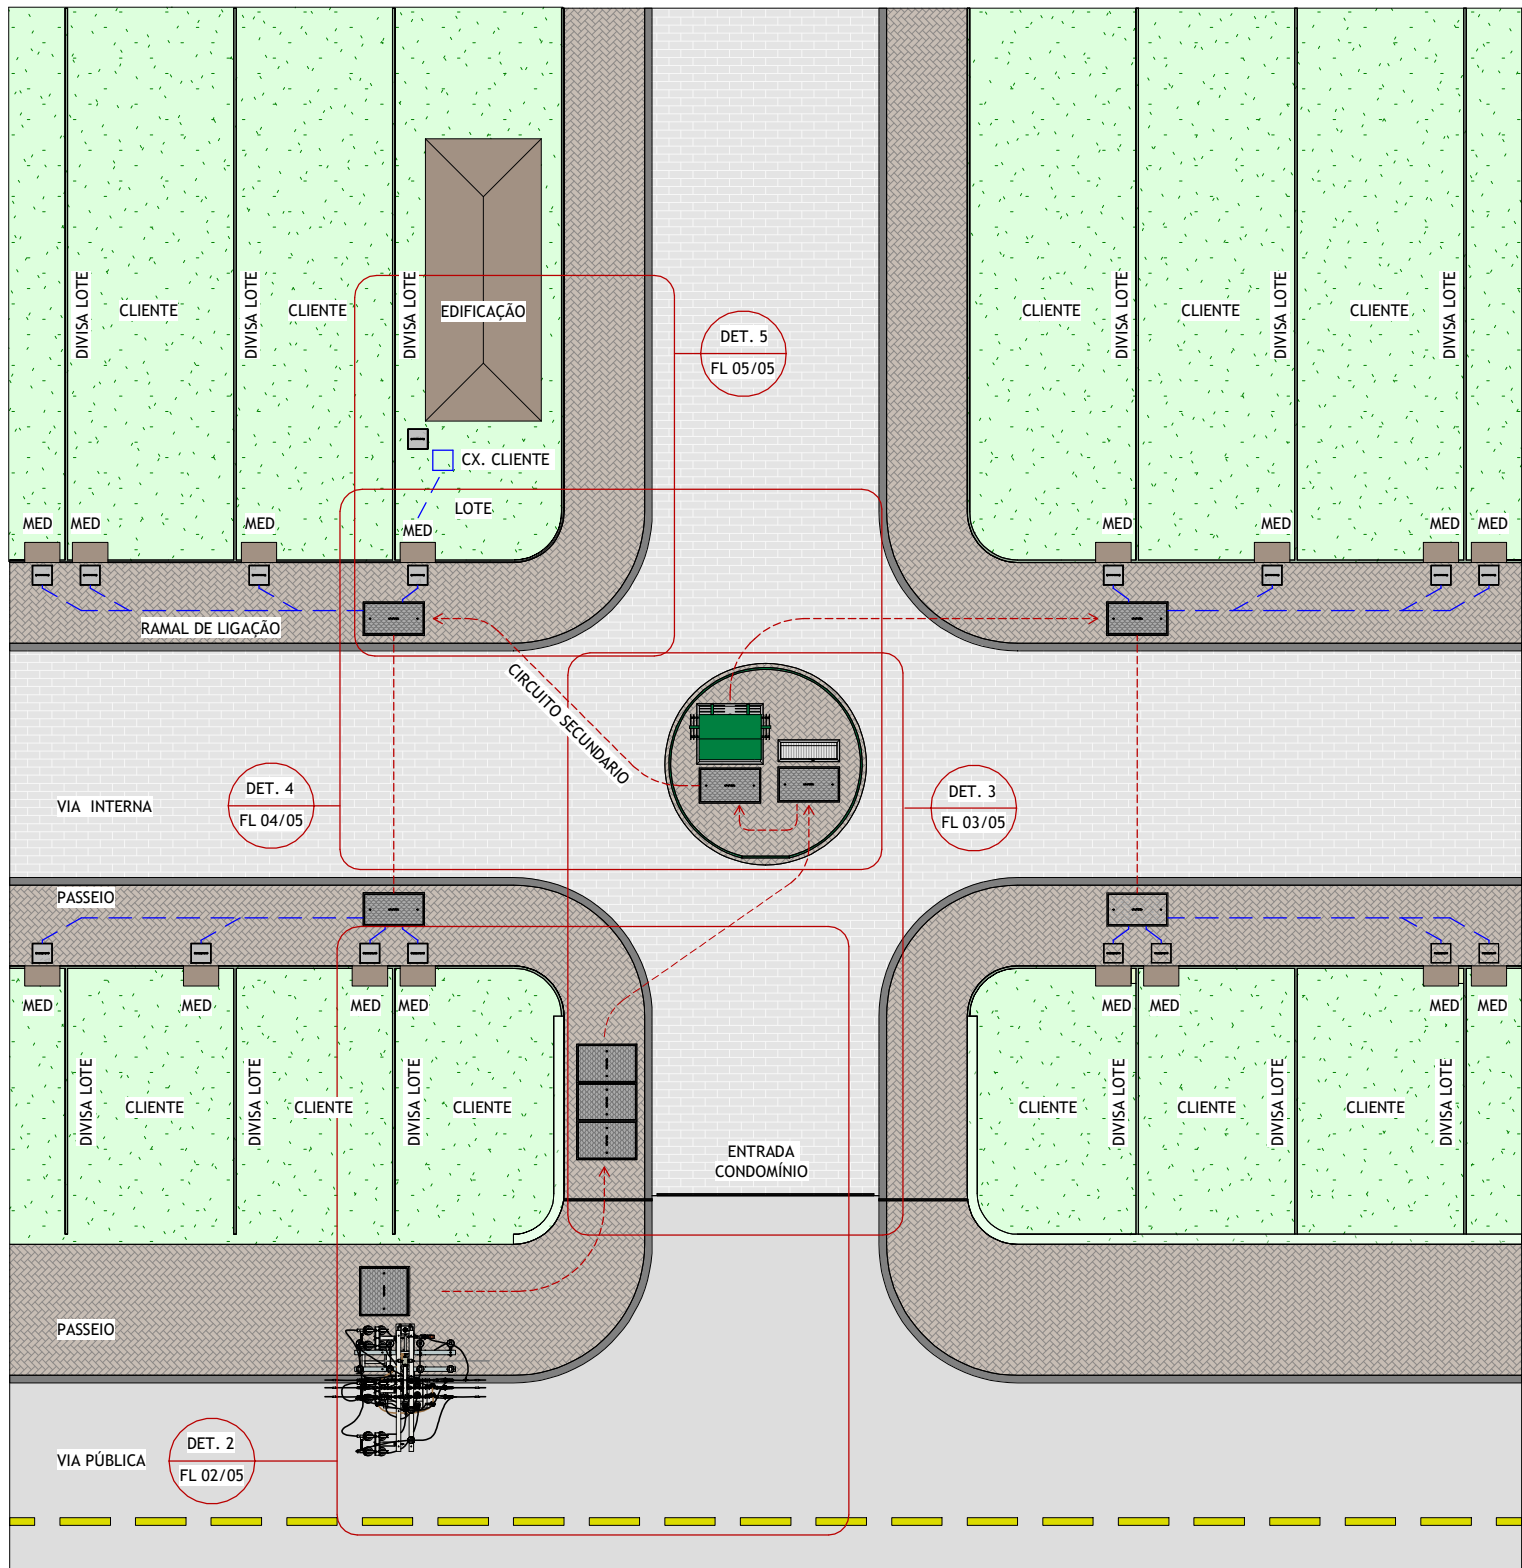 DIVISA LOTE
CLIENTE
DIVISA LOTE
CLIENTE
DIVISA LOTE
EDIFICAÇÃO
DET. 5
FL 05/05
CLIENTE
DIVISA LOTE
CLIENTE
DIVISA LOTE
CLIENTE
DIVISA LOTE
CX. CLIENTE
LOTE
MED
MED
MED
MED
MED
MED
MED
MED
RAMAL DE LIGAÇÃO
CIRCUITO SECUNDARIO
DET. 4
FL 04/05
VIA INTERNA
DET. 3
FL 03/05
PASSEIO
MED
MED
MED
MED
MED
MED
MED
MED
DIVISA LOTE
CLIENTE
DIVISA LOTE
CLIENTE
DIVISA LOTE
CLIENTE
CLIENTE
DIVISA LOTE
CLIENTE
DIVISA LOTE
CLIENTE
DIVISA LOTE
ENTRADA
CONDOMÍNIO
PASSEIO
DET. 2
FL 02/05
VIA PÚBLICA